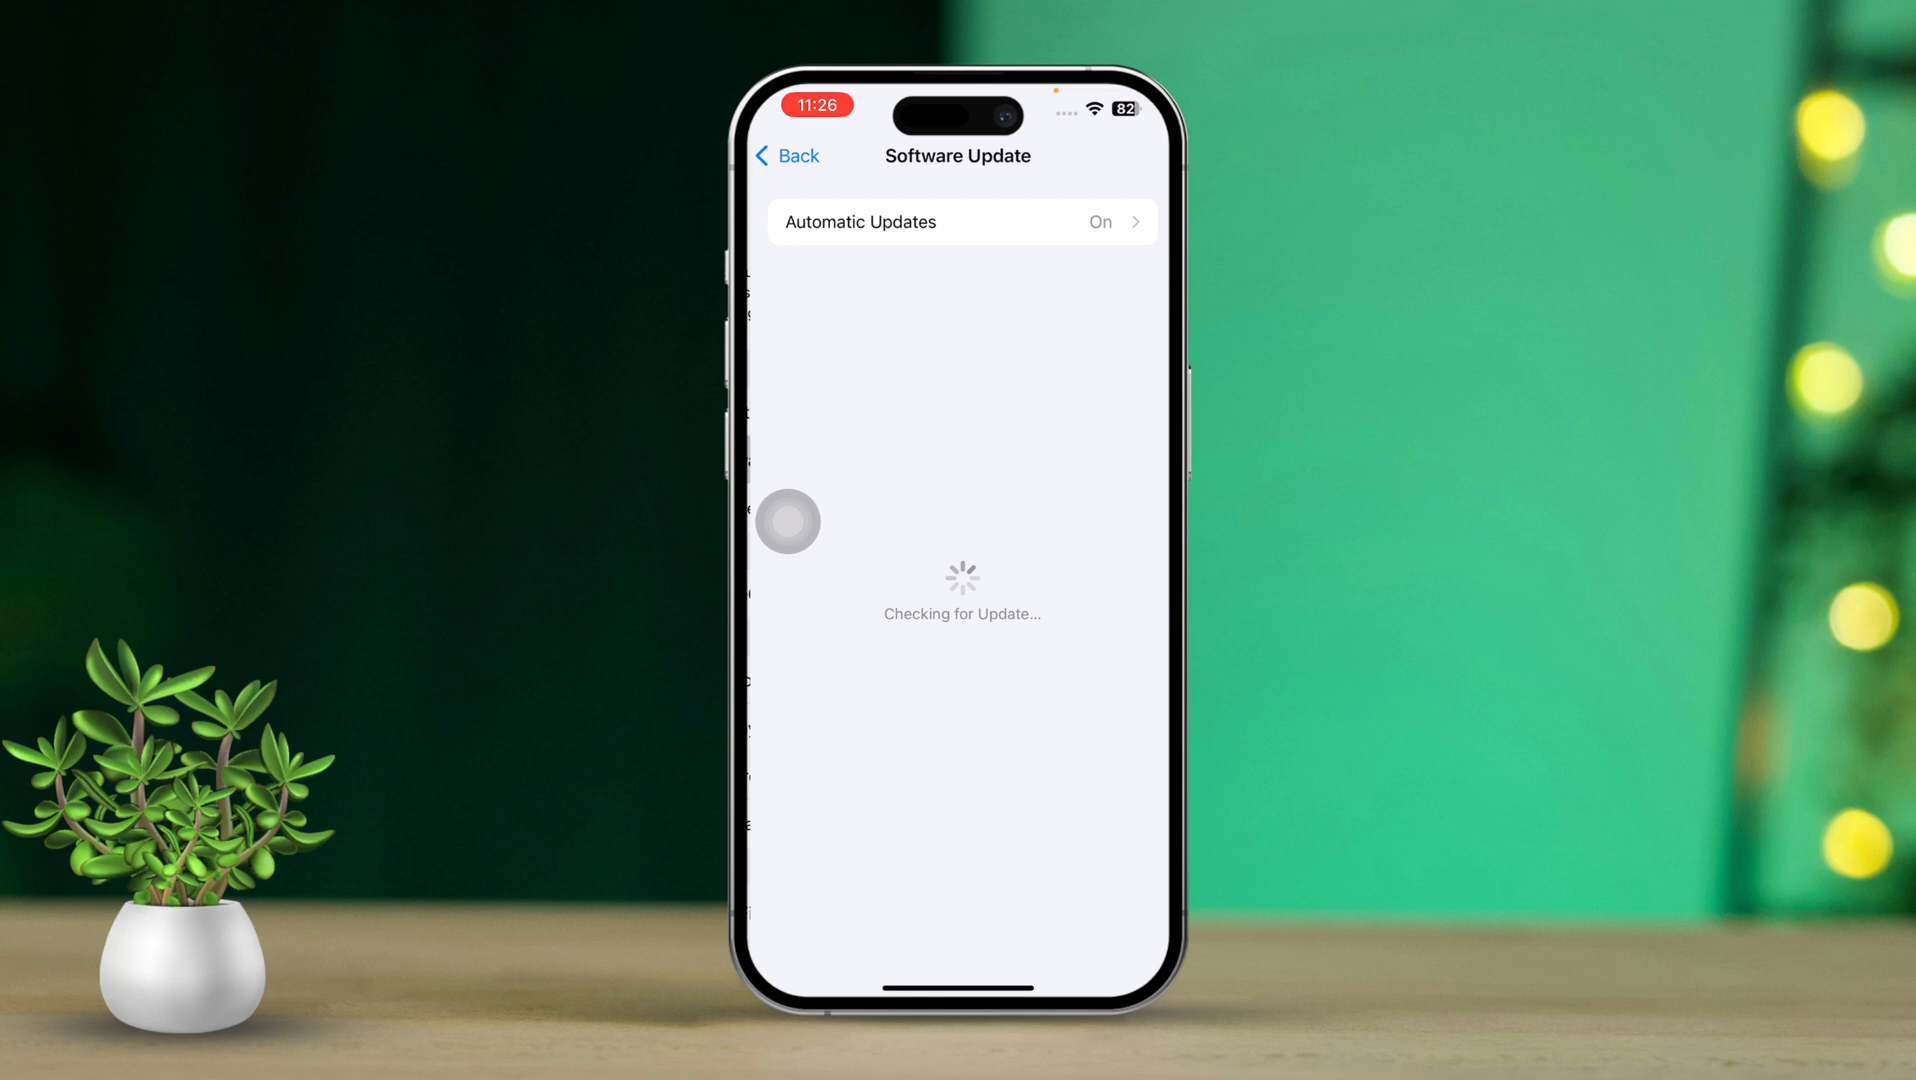 11:26
82
Back
Software Update
Automatic Updates
On
Checking for Update...